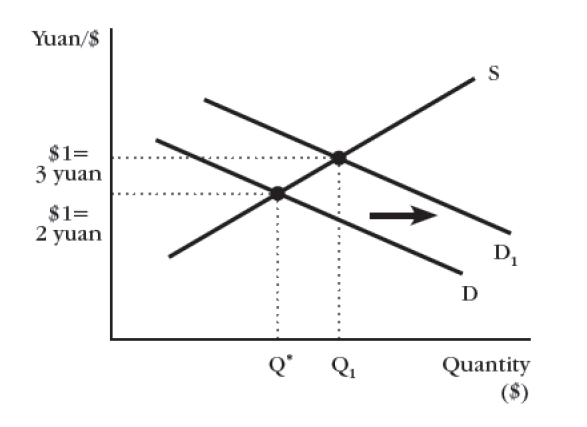 Yuan/$
S
$1=
3 yuan
$1=
2 yuan
D₁
D
Q* Q₁ Quantity
($)